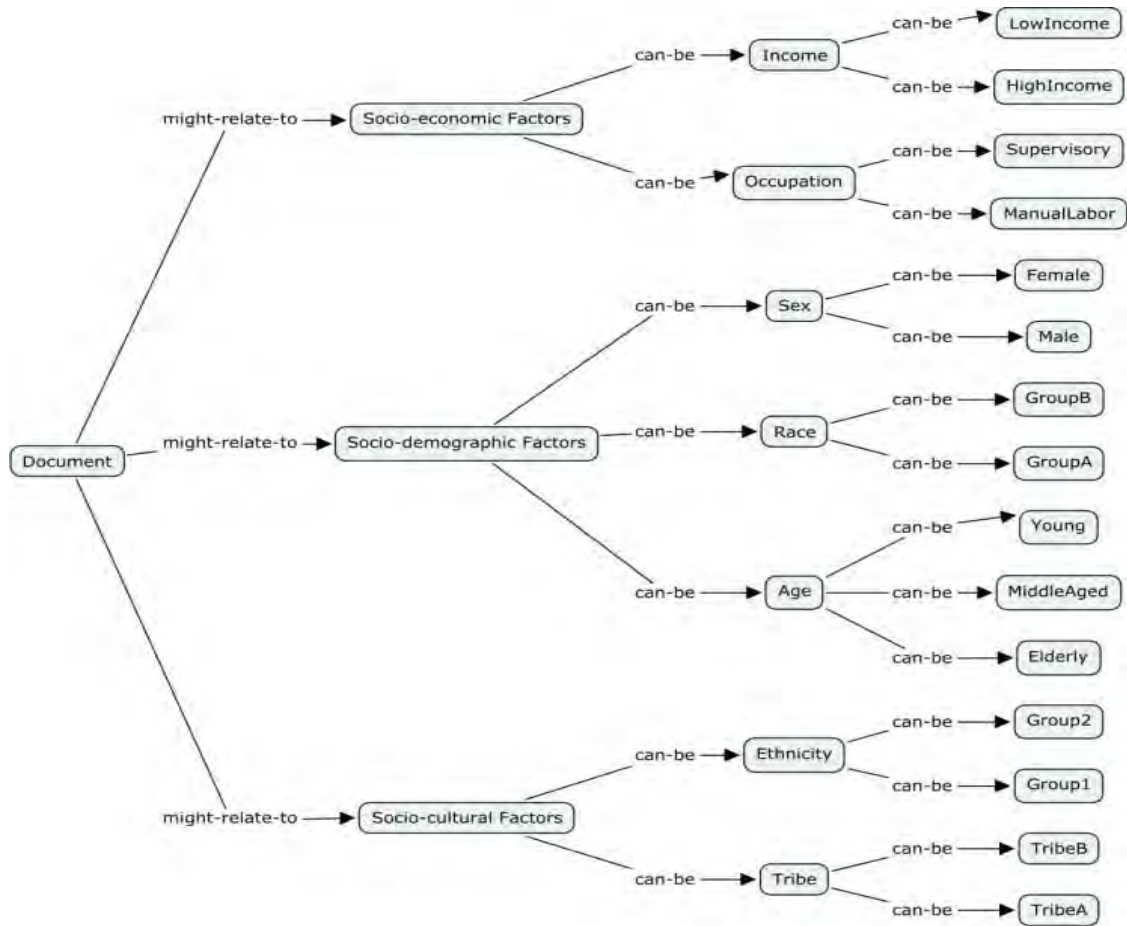 can-be
LowIncome
can-be
Income
can-be
HighIncome
might-relate-to
Socio-economic Factors
can-be
Supervisory
can-be
Occupation
can-be
ManualLabor
can-be
Female
can-be
Sex
can-be
Male
can-be
GroupB
Document
might-relate-to
Socio-demographic Factors
can-be
Race
can-be
GroupA
can-be
Young
can-be
Age
can-be
MiddleAged
can-be
Elderly
can-be
Group2
can-be
Ethnicity
can-be
Group1
might-relate-to
Socio-cultural Factors
can-be
TribeB
can-be
Tribe
can-be
TribeA